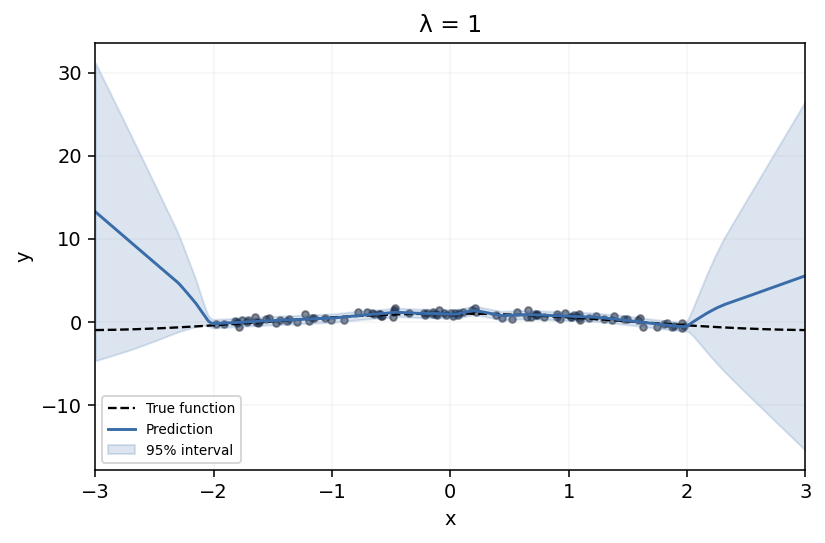 λ = 1
30
20
10
0
−10
y
True function
Prediction
95% interval
−3
−2
−1
0
1
2
3
x